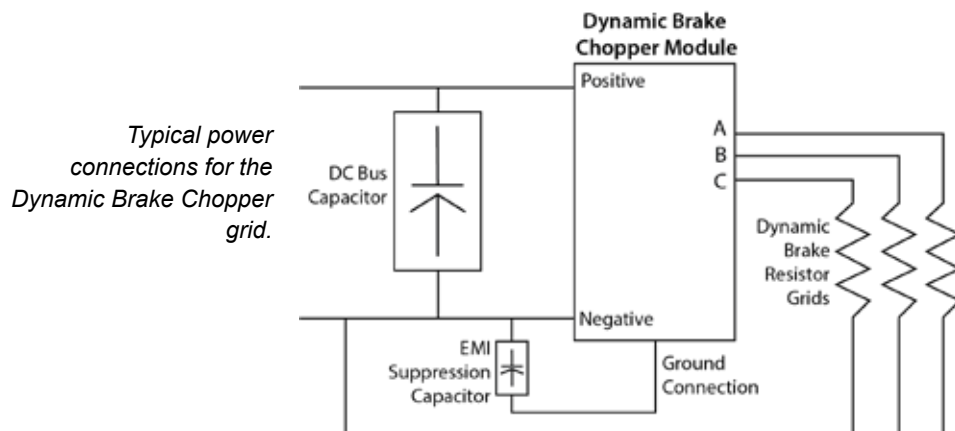 Dynamic Brake
Chopper Module
Positive
Typical power
connections for the
Dynamic Brake Chopper
grid.
DC Bus
Capacitor
A
B
C
Dynamic
Brake
Resistor
Grids
Negative
EMI
Suppression
Capacitor
Ground
Connection